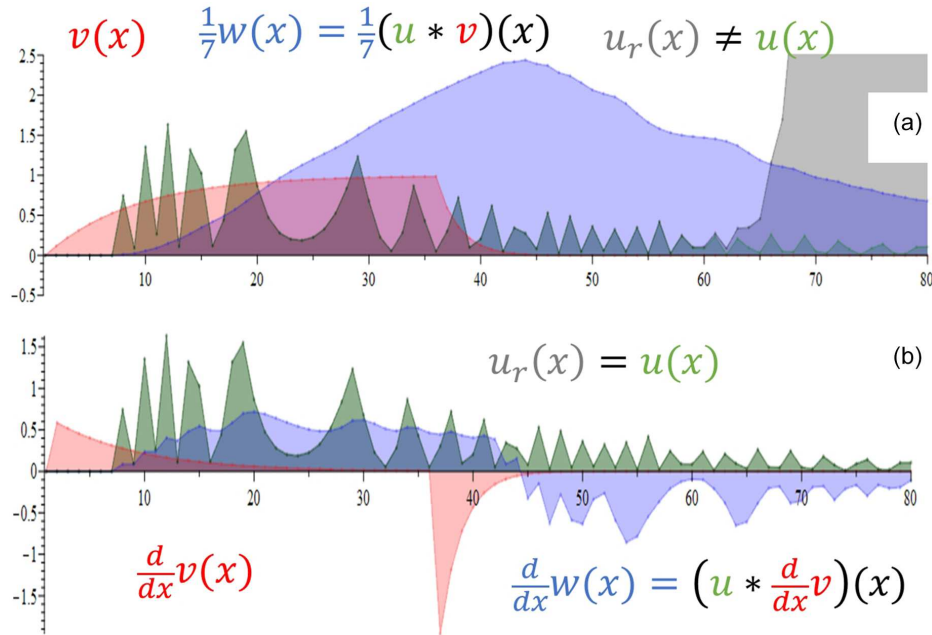 v(x) 1/7 w(x) = 1/7 (u * v)(x) u_r(x) ≠ u(x)
2.5
2
(a)
1.5
1
0.5
0
10 20 30 40 50 60 70 80
-0.5
1.5
u_r(x) = u(x) (b)
1
0.5
0
10 20 30 40 50 60 70 80
-0.5
-1
d/dx v(x) d/dx w(x) = (u * d/dx v)(x)
-1.5